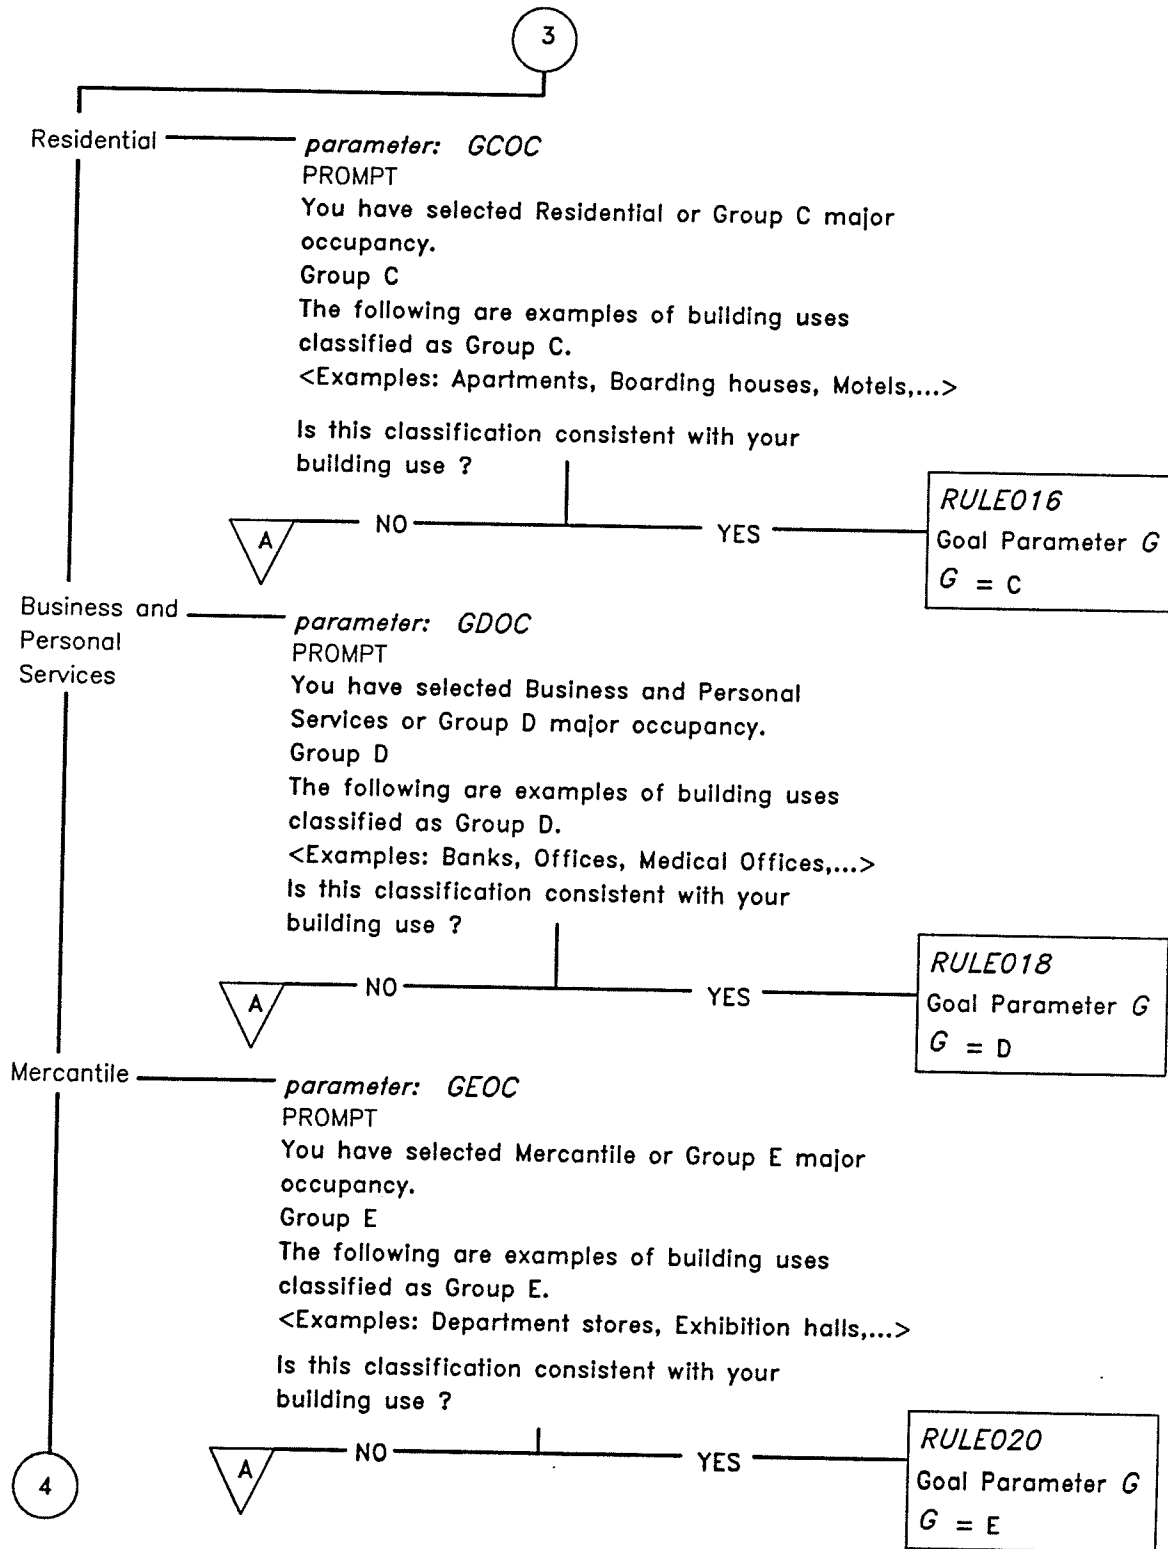 3
Residential
parameter: GCOC
PROMPT
You have selected Residential or Group C major
occupancy.
Group C
The following are examples of building uses
classified as Group C.
<Examples: Apartments, Boarding houses, Motels,...>
Is this classification consistent with your
building use ?
A
NO
YES
RULE016
Goal Parameter G
G = C
Business and
Personal
Services
parameter: GDOC
PROMPT
You have selected Business and Personal
Services or Group D major occupancy.
Group D
The following are examples of building uses
classified as Group D.
<Examples: Banks, Offices, Medical Offices,...>
Is this classification consistent with your
building use ?
A
NO
YES
RULE018
Goal Parameter G
G = D
Mercantile
parameter: GEOC
PROMPT
You have selected Mercantile or Group E major
occupancy.
Group E
The following are examples of building uses
classified as Group E.
<Examples: Department stores, Exhibition halls,...>
Is this classification consistent with your
building use ?
A
NO
YES
RULE020
Goal Parameter G
G = E
4